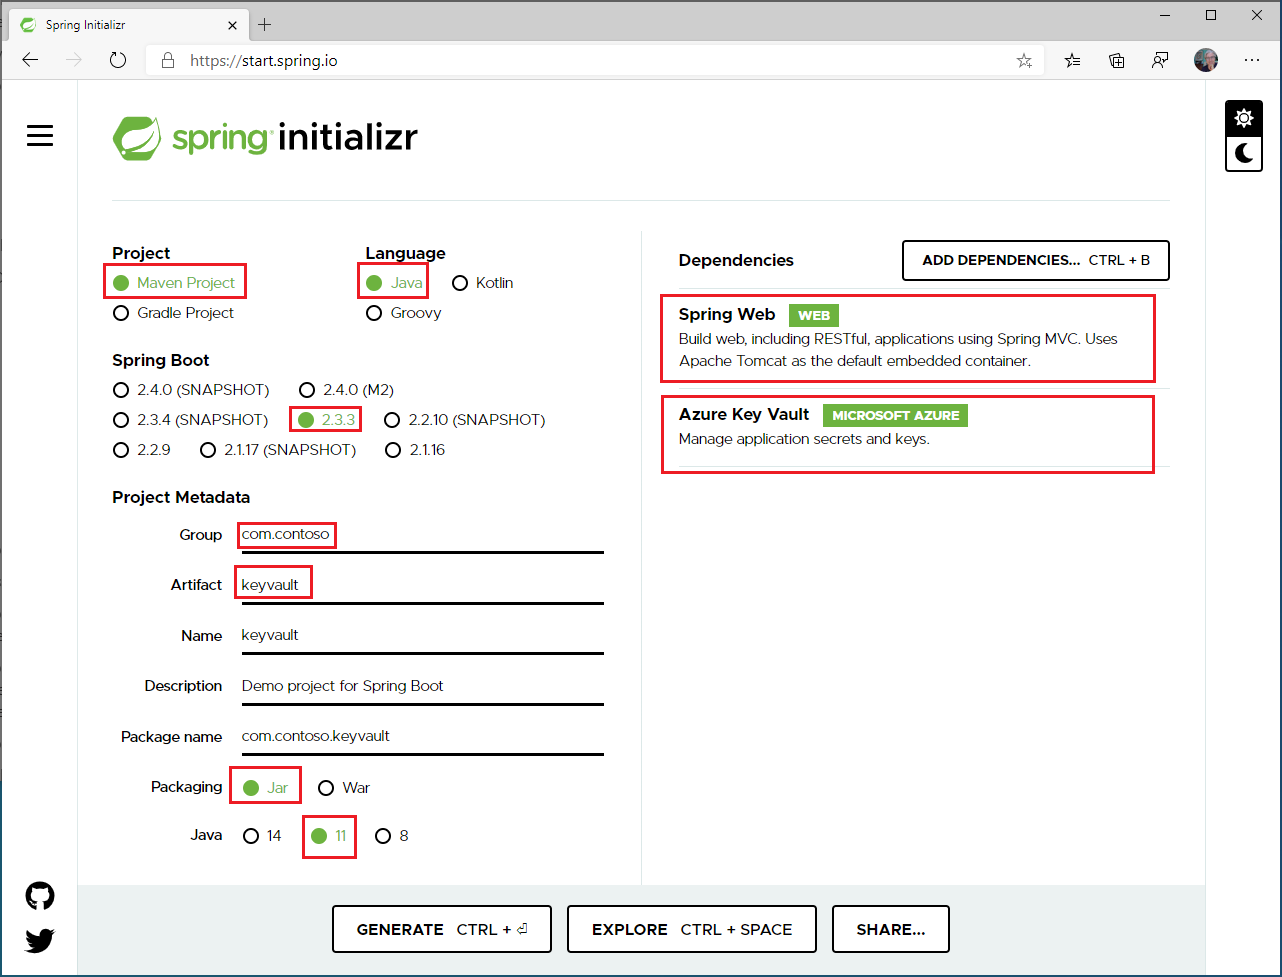 Spring Initializr
https://start.spring.io
spring initializr
Project
Maven Project
Gradle Project
Language
Java
Kotlin
Groovy
Spring Boot
2.4.0 (SNAPSHOT) 2.4.0 (M2)
2.3.4 (SNAPSHOT) 2.3.3 2.2.10 (SNAPSHOT)
2.2.9 2.1.17 (SNAPSHOT) 2.1.16
Project Metadata
Group com.contoso
Artifact keyvault
Name keyvault
Description Demo project for Spring Boot
Package name com.contoso.keyvault
Packaging Jar War
Java 14 11 8
Dependencies
ADD DEPENDENCIES... CTRL + B
Spring Web WEB
Build web, including RESTful, applications using Spring MVC. Uses
Apache Tomcat as the default embedded container.
Azure Key Vault MICROSOFT AZURE
Manage application secrets and keys.
GENERATE CTRL + ⏎
EXPLORE CTRL + SPACE
SHARE...